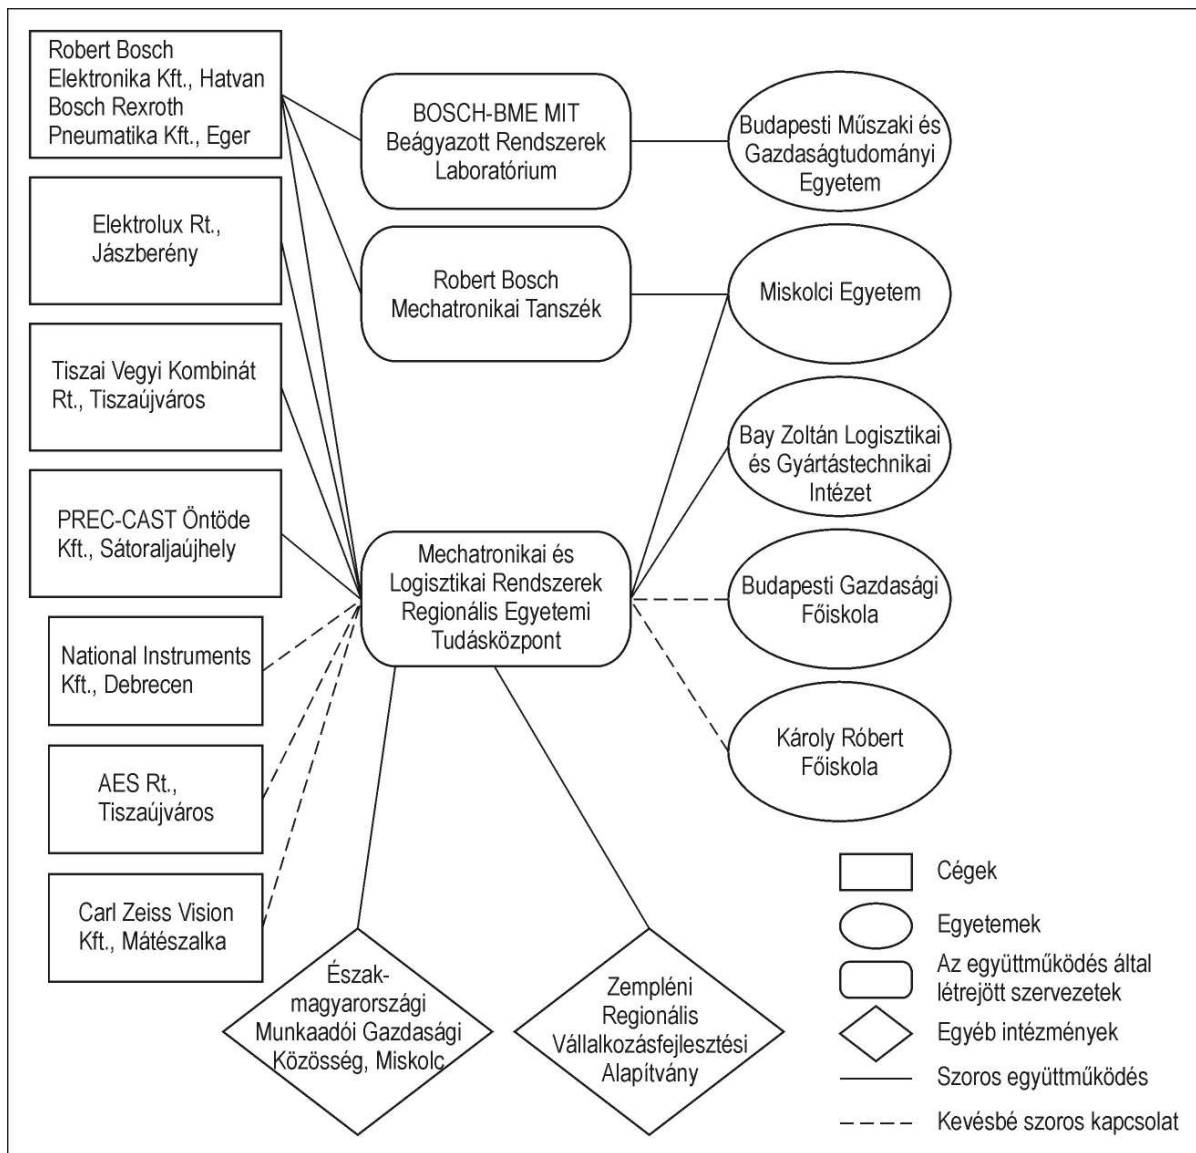 Robert Bosch
Elektronika Kft., Hatvan
Bosch Rexroth
Pneumatika Kft., Eger
Elektrolux Rt.,
Jászberény
Tiszai Vegyi Kombinát
Rt., Tiszaújváros
PREC-CAST Öntöde
Kft., Sátoraljaújhely
National Instruments
Kft., Debrecen
AES Rt.,
Tiszaújváros
Carl Zeiss Vision
Kft., Mátészalka
BOSCH-BME MIT
Beágyazott Rendszerek
Laboratórium
Robert Bosch
Mechatronikai Tanszék
Mechatronikai és
Logisztikai Rendszerek
Regionális Egyetemi
Tudásközpont
Budapesti Műszaki és
Gazdaságtudományi
Egyetem
Miskolci Egyetem
Bay Zoltán Logisztikai
és Gyártástechnikai
Intézet
Budapesti Gazdasági
Főiskola
Károly Róbert
Főiskola
Észak-
magyarországi
Munkaadói Gazdasági
Közösség, Miskolc
Zempléni
Regionális
Vállalkozásfejlesztési
Alapítvány
Cégek
Egyetemek
Az együttműködés által
létrejött szervezetek
Egyéb intézmények
Szoros együttműködés
Kevésbé szoros kapcsolat